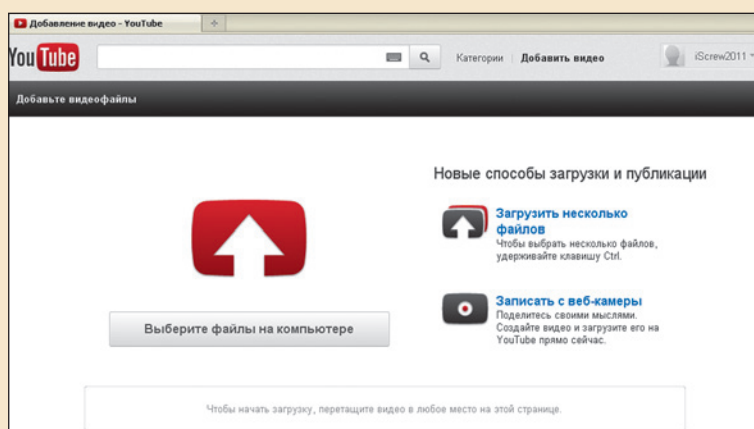 Добавление видео - YouTube
YouTube
Категории
Добавить видео
iScrew2011
Добавьте видеофайлы
Новые способы загрузки и публикации
Загрузить несколько
файлов
Чтобы выбрать несколько файлов,
удерживайте клавишу Ctrl.
Выберите файлы на компьютере
Записать с веб-камеры
Поделитесь своими мыслями.
Создайте видео и загрузите его на
YouTube прямо сейчас.
Чтобы начать загрузку, перетащите видео в любое место на этой странице.